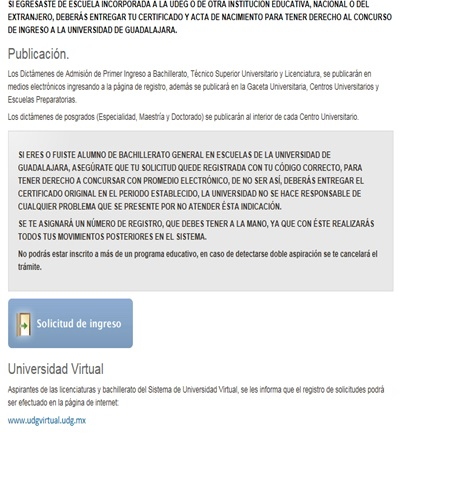 SI EGRESASTE DE ESCUELA INCORPORADA A LA UDEG O DE OTRA INSTITUCIÓN EDUCATIVA, NACIONAL O DEL
EXTRANJERO, DEBERÁS ENTREGAR TU CERTIFICADO Y ACTA DE NACIMIENTO PARA TENER DERECHO AL CONCURSO
DE INGRESO A LA UNIVERSIDAD DE GUADALAJARA.
Publicación.
Los Dictámenes de Admisión de Primer Ingreso a Bachillerato, Técnico Superior Universitario y Licenciatura, se publicarán en
medios electrónicos ingresando a la página de registro, además se publicará en la Gaceta Universitaria, Centros Universitarios y
Escuelas Preparatorias.
Los dictámenes de posgrados (Especialidad, Maestría y Doctorado) se publicarán al interior de cada Centro Universitario.
SI ERES O FUISTE ALUMNO DE BACHILLERATO GENERAL EN ESCUELAS DE LA UNIVERSIDAD DE
GUADALAJARA, ASEGÚRATE QUE TU SOLICITUD QUEDE REGISTRADA CON TU CÓDIGO CORRECTO, PARA
TENER DERECHO A CONCURSAR CON PROMEDIO ELECTRÓNICO, DE NO SER ASÍ, DEBERÁS ENTREGAR EL
CERTIFICADO ORIGINAL EN EL PERIODO ESTABLECIDO, LA UNIVERSIDAD NO SE HACE RESPONSABLE DE
CUALQUIER PROBLEMA QUE SE PRESENTE POR NO ATENDER ÉSTA INDICACIÓN.
SE TE ASIGNARÁ UN NÚMERO DE REGISTRO, QUE DEBES TENER A LA MANO, YA QUE CON ÉSTE REALIZARÁS
TODOS TUS MOVIMIENTOS POSTERIORES EN EL SISTEMA.
No podrás estar inscrito a más de un programa educativo, en caso de detectarse doble aspiración se te cancelará el
trámite.
Solicitud de ingreso
Universidad Virtual
Aspirantes de las licenciaturas y bachillerato del Sistema de Universidad Virtual, se les informa que el registro de solicitudes podrá
ser efectuado en la página de internet:
www.udgvirtual.udg.mx